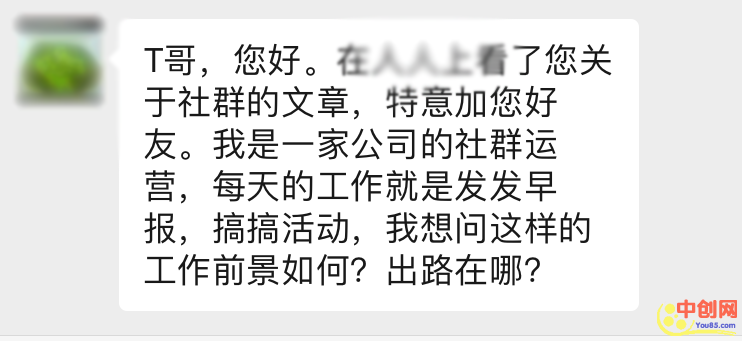 T哥，您好。在人人上看了您关
于社群的文章，特意加您好
友。我是一家公司的社群运
营，每天的工作就是发发早
报，搞搞活动，我想问这样的
工作前景如何？出路在哪？
中创网
You85.com